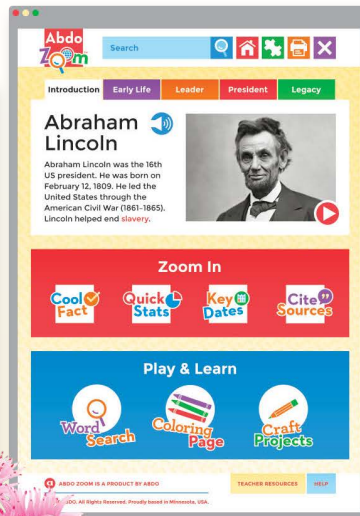 Abdo
Zoom
Search
Introduction Early Life Leader President Legacy
Abraham
Lincoln
Abraham Lincoln was the 16th
US president. He was born on
February 12, 1809. He led the
United States through the
American Civil War (1861-1865).
Lincoln helped end slavery.
Zoom In
Cool
Fact
Quick
Stats
Key
Dates
Cite
Sources
Play & Learn
Word
Search
Coloring
Page
Craft
Projects
a ABDO ZOOM IS A PRODUCT BY ABDO
TEACHER RESOURCES HELP
DO. All Rights Reserved. Proudly based in Minnesota, USA.